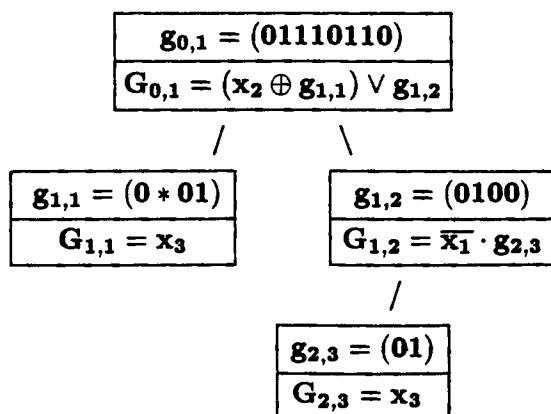 g₀,₁ = (01110110)
G₀,₁ = (x₂ ⊕ g₁,₁) ∨ g₁,₂
g₁,₁ = (0 * 01)
G₁,₁ = x₃
g₁,₂ = (0100)
G₁,₂ = x̅₁ · g₂,₃
g₂,₃ = (01)
G₂,₃ = x₃